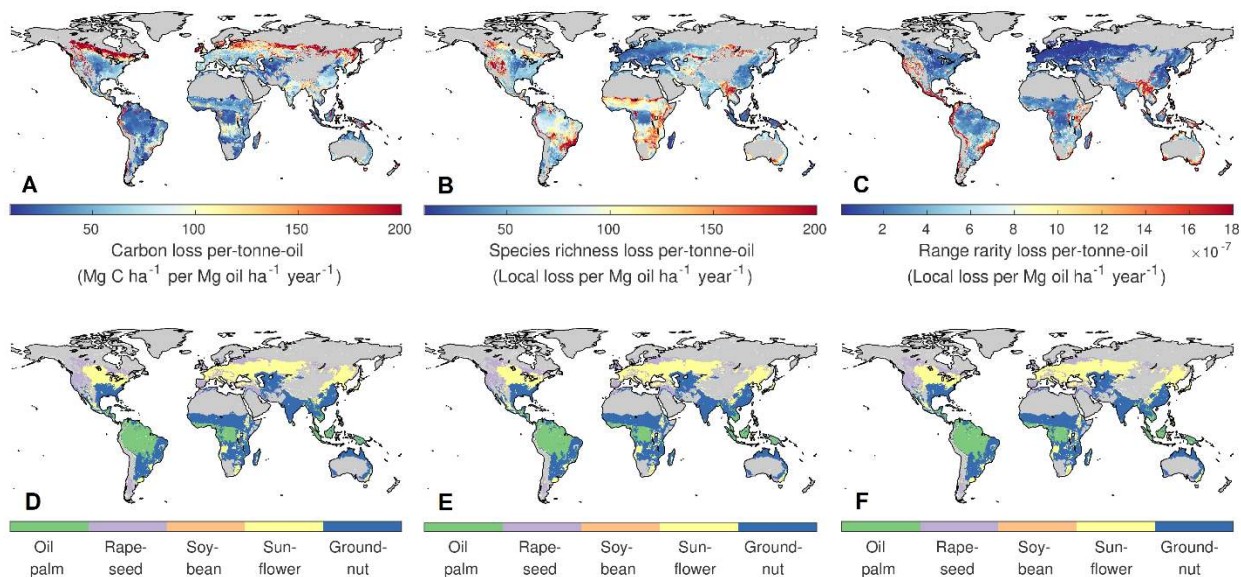 A
B
C
50 100 150 200
50 100 150 200
2 4 6 8 10 12 14 16 18
Carbon loss per-tonne-oil
(Mg C ha⁻¹ per Mg oil ha⁻¹ year⁻¹)
Species richness loss per-tonne-oil
(Local loss per Mg oil ha⁻¹ year⁻¹)
Range rarity loss per-tonne-oil ×10⁻⁷
(Local loss per Mg oil ha⁻¹ year⁻¹)
D
E
F
Oil Rape- Soy- Sun- Ground-
palm seed bean flower nut
Oil Rape- Soy- Sun- Ground-
palm seed bean flower nut
Oil Rape- Soy- Sun- Ground-
palm seed bean flower nut